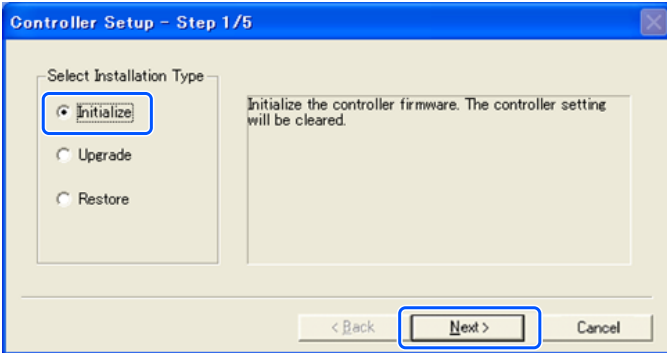 Controller Setup - Step 1/5
Select Installation Type
Initialize
Upgrade
Restore
Initialize the controller firmware. The controller setting
will be cleared.
< Back
Next >
Cancel